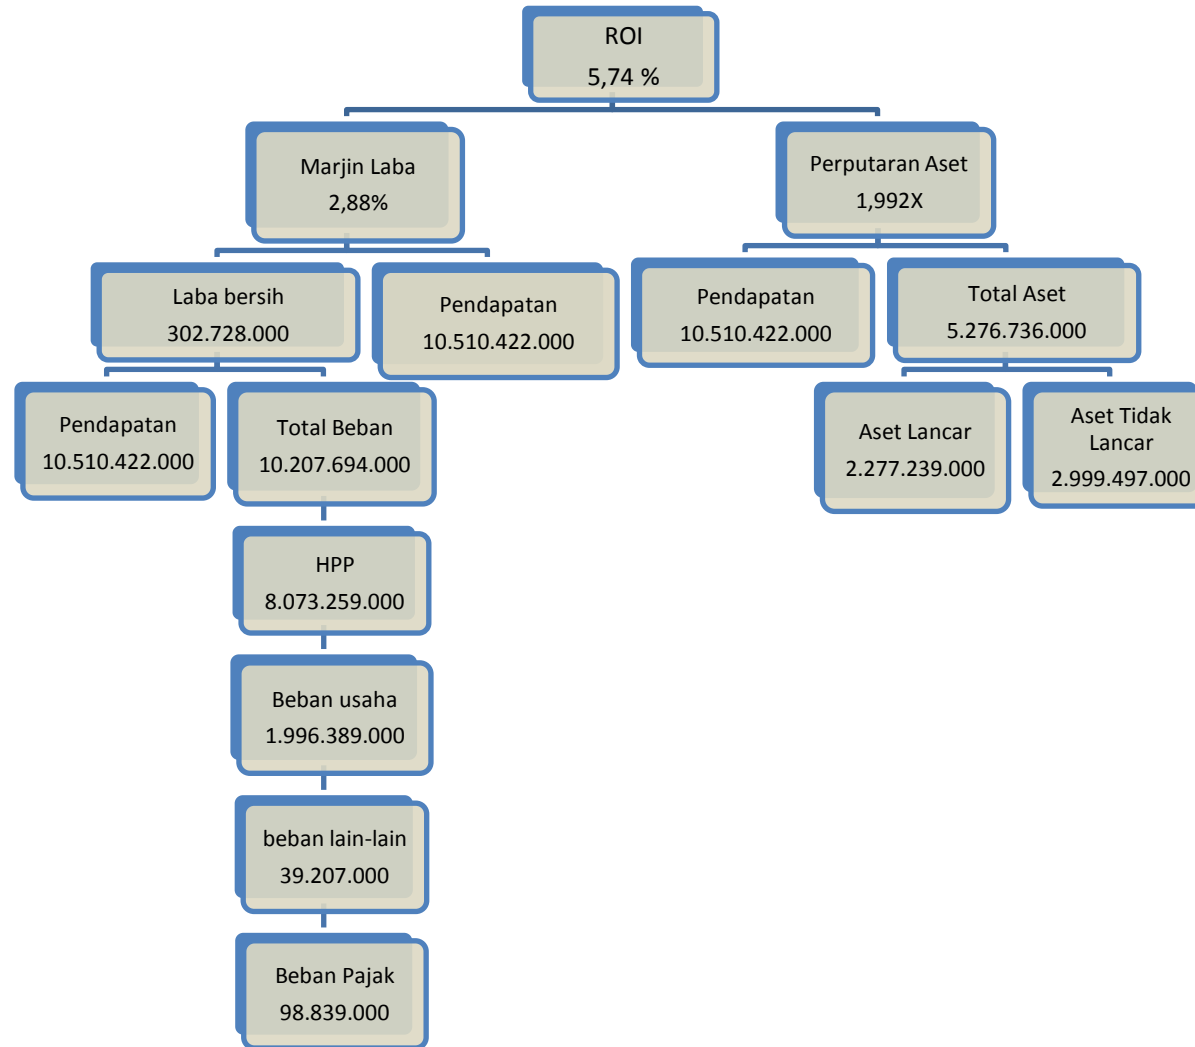 ROI
5,74 %
Marjin Laba
2,88%
Perputaran Aset
1,992X
Laba bersih
302.728.000
Pendapatan
10.510.422.000
Pendapatan
10.510.422.000
Total Aset
5.276.736.000
Pendapatan
10.510.422.000
Total Beban
10.207.694.000
Aset Lancar
2.277.239.000
Aset Tidak
Lancar
2.999.497.000
HPP
8.073.259.000
Beban usaha
1.996.389.000
beban lain-lain
39.207.000
Beban Pajak
98.839.000